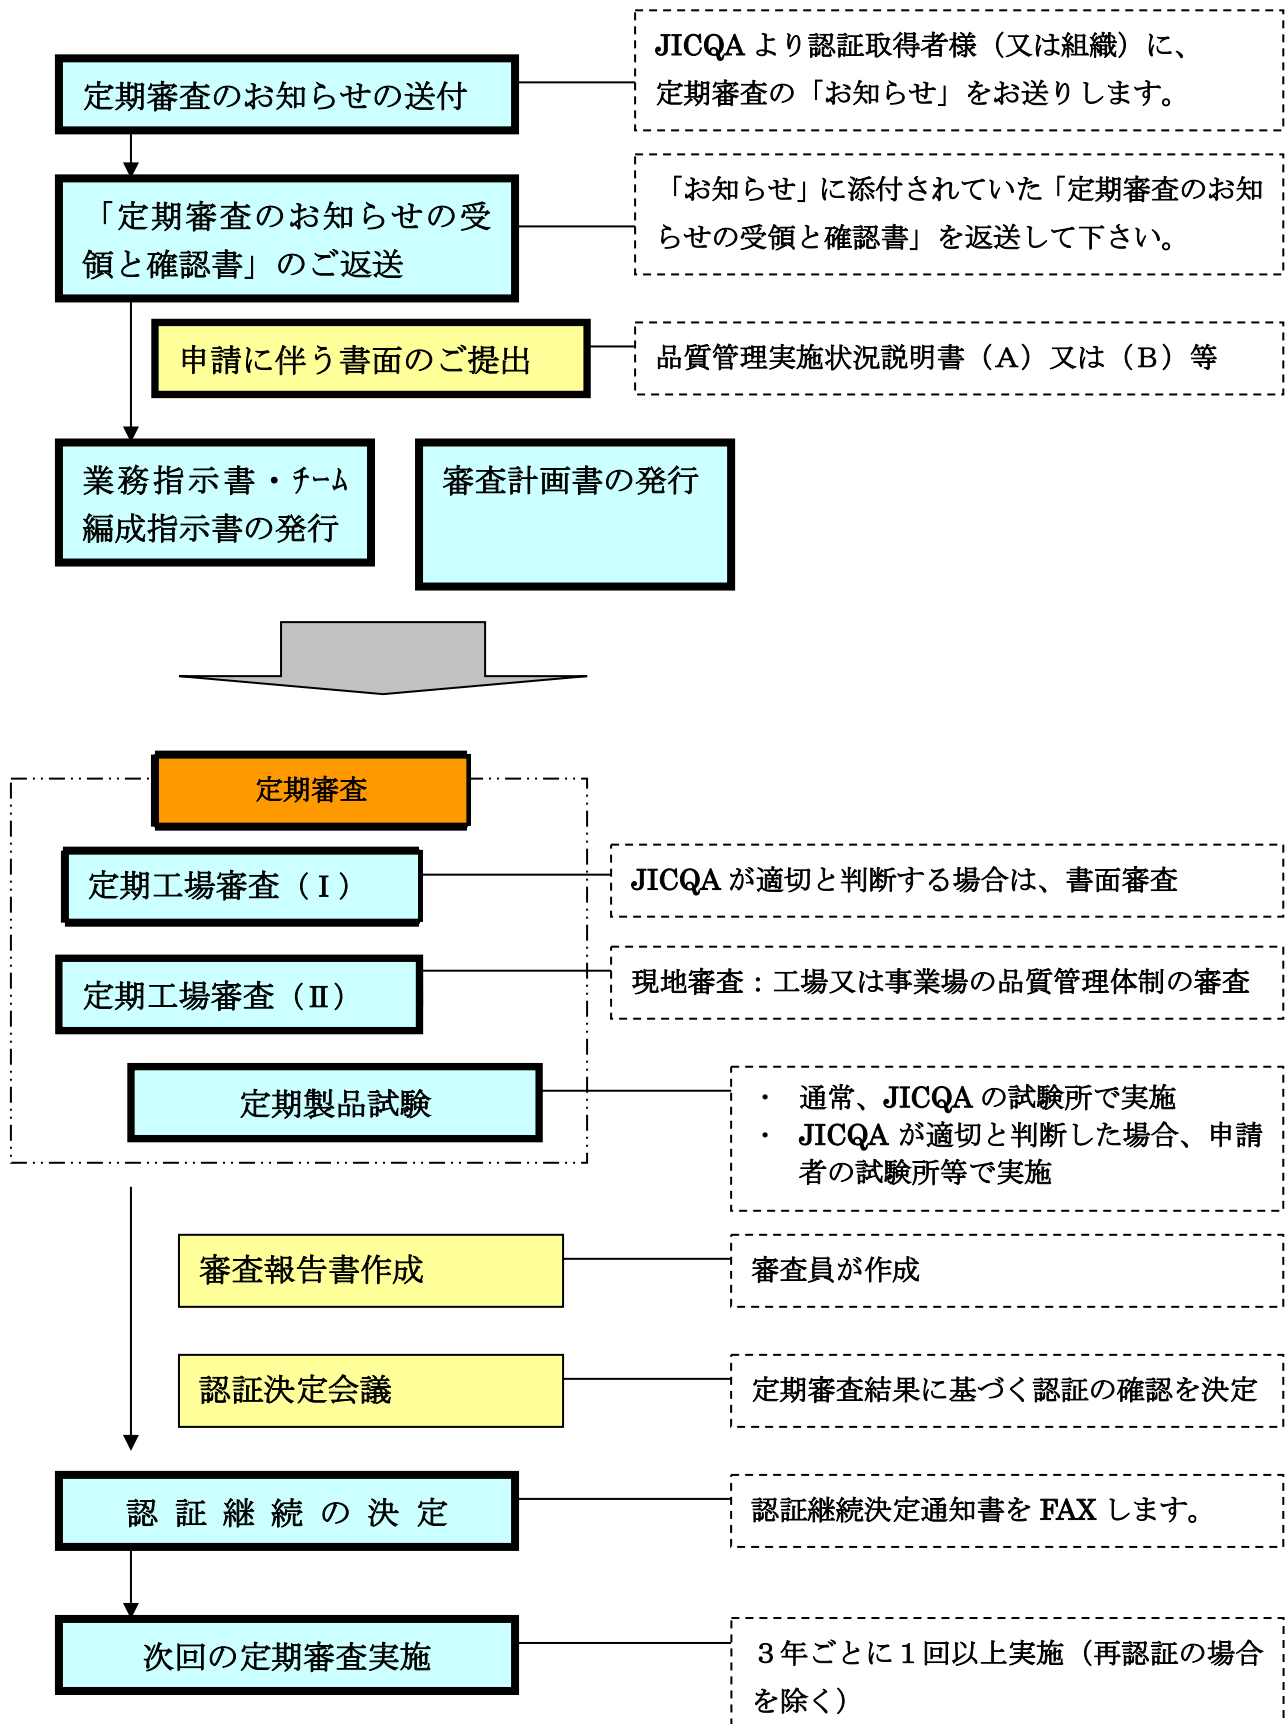 定期審査のお知らせの送付
JICQA より認証取得者様（又は組織）に、
定期審査の「お知らせ」をお送りします。
「定期審査のお知らせの受
領と確認書」のご返送
「お知らせ」に添付されていた「定期審査のお知
らせの受領と確認書」を返送して下さい。
申請に伴う書面のご提出
品質管理実施状況説明書（Ａ）又は（Ｂ）等
業務指示書・ﾁｰﾑ
編成指示書の発行
審査計画書の発行
定期審査
定期工場審査（Ⅰ）
JICQA が適切と判断する場合は、書面審査
定期工場審査（Ⅱ）
現地審査：工場又は事業場の品質管理体制の審査
定期製品試験
・ 通常、JICQA の試験所で実施
・ JICQA が適切と判断した場合、申請
者の試験所等で実施
審査報告書作成
審査員が作成
認証決定会議
定期審査結果に基づく認証の確認を決定
認 証 継 続 の 決 定
認証継続決定通知書を FAX します。
次回の定期審査実施
３年ごとに１回以上実施（再認証の場合
を除く）